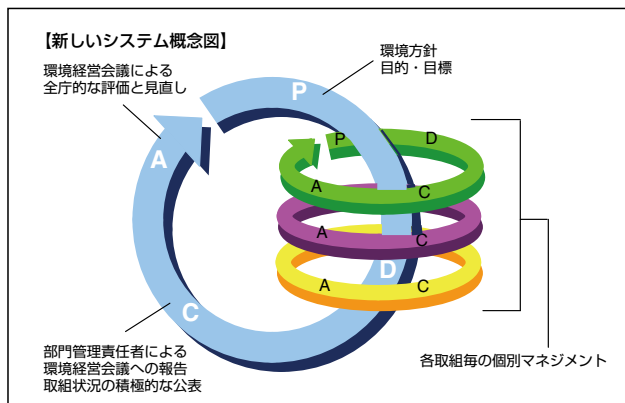 【新しいシステム概念図】
環境経営会議による
全庁的な評価と見直し
環境方針
目的・目標
P
A
D
C
P
D
A
C
A
C
A
C
部門管理責任者による
環境経営会議への報告
取組状況の積極的な公表
各取組毎の個別マネジメント